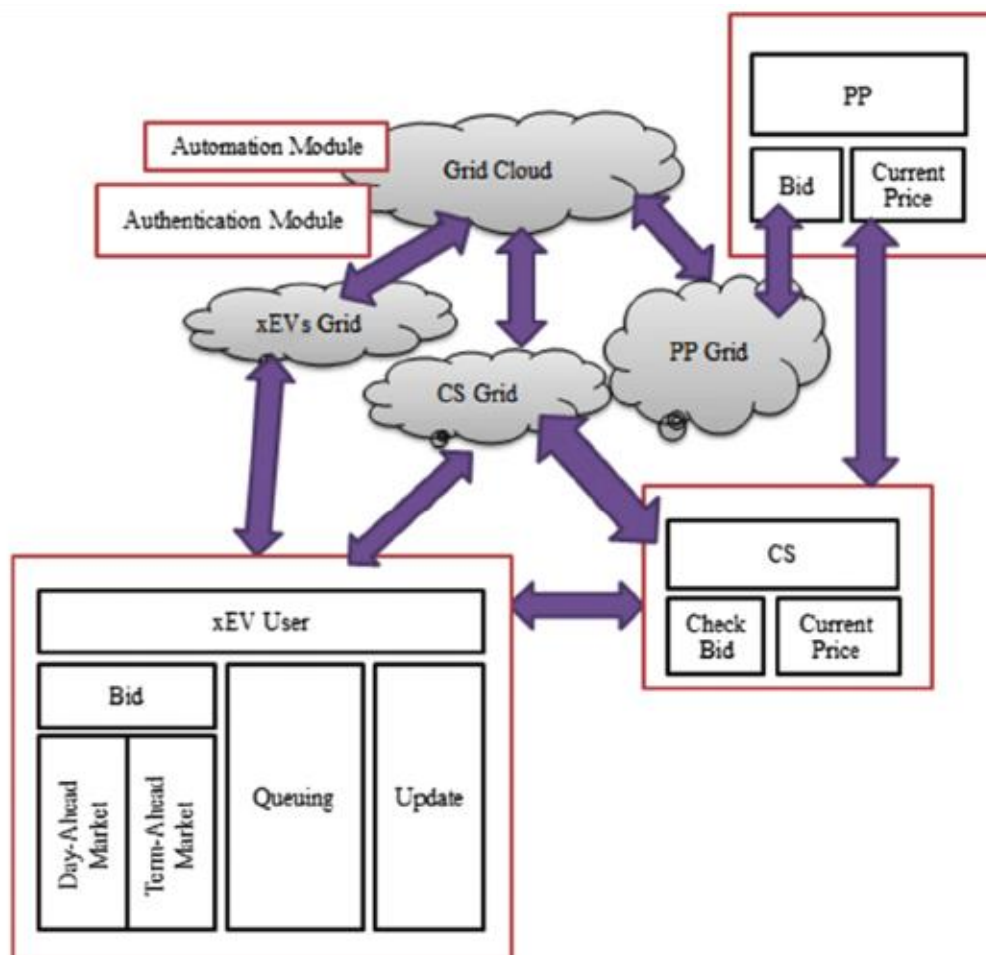 PP
Bid
Current
Price
Automation Module
Authentication Module
Grid Cloud
xEVs Grid
CS Grid
PP Grid
CS
Check
Bid
Current
Price
xEV User
Bid
Day-Ahead
Market
Term-Ahead
Market
Queuing
Update